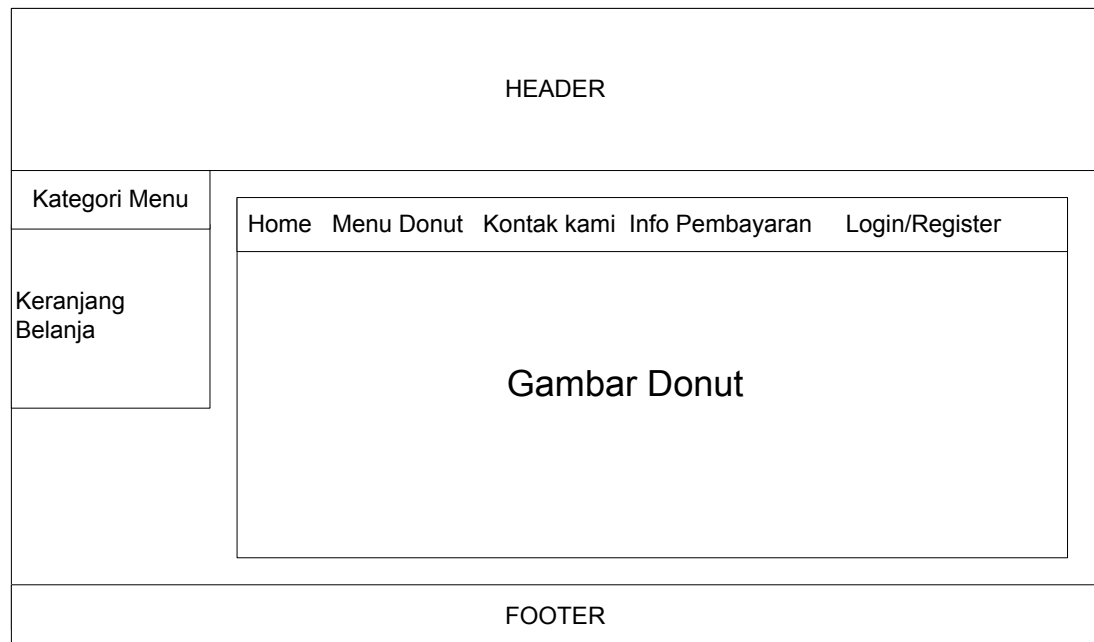 HEADER
Kategori Menu
Home Menu Donut Kontak kami Info Pembayaran Login/Register
Keranjang
Belanja
Gambar Donut
FOOTER